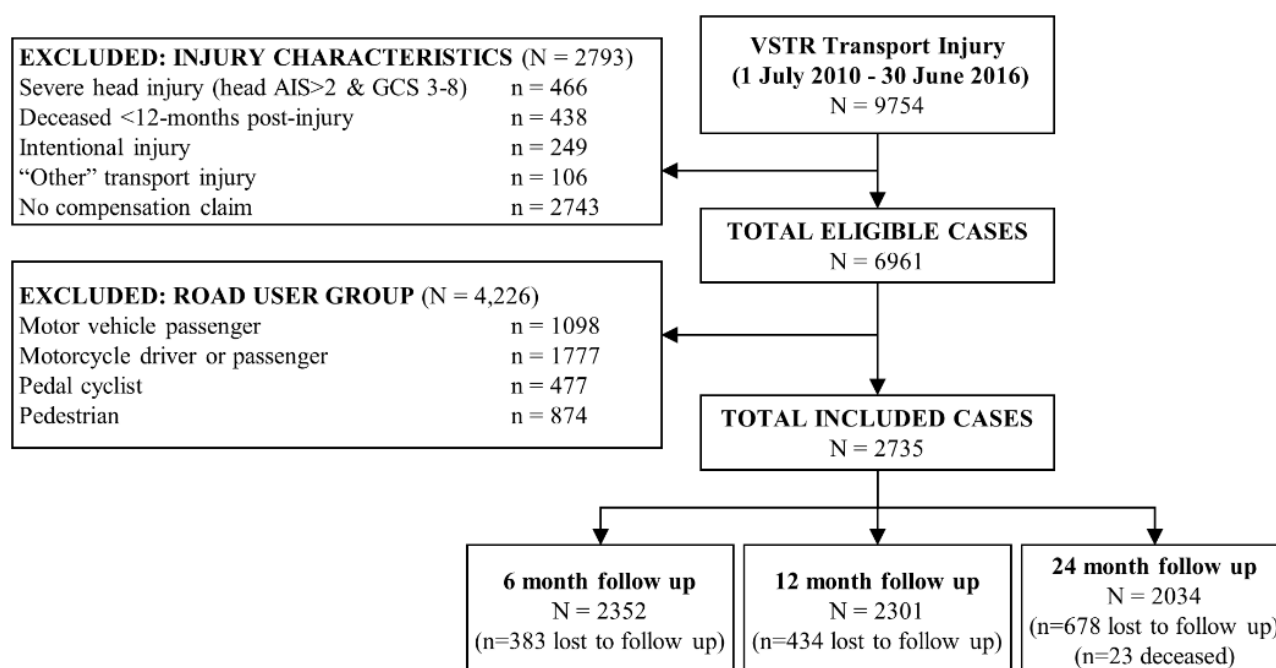 EXCLUDED: INJURY CHARACTERISTICS (N = 2793)
Severe head injury (head AIS>2 & GCS 3-8) n = 466
Deceased <12-months post-injury n = 438
Intentional injury n = 249
“Other” transport injury n = 106
No compensation claim n = 2743
VSTR Transport Injury
(1 July 2010 - 30 June 2016)
N = 9754
TOTAL ELIGIBLE CASES
N = 6961
EXCLUDED: ROAD USER GROUP (N = 4,226)
Motor vehicle passenger n = 1098
Motorcycle driver or passenger n = 1777
Pedal cyclist n = 477
Pedestrian n = 874
TOTAL INCLUDED CASES
N = 2735
6 month follow up
N = 2352
(n=383 lost to follow up)
12 month follow up
N = 2301
(n=434 lost to follow up)
24 month follow up
N = 2034
(n=678 lost to follow up)
(n=23 deceased)